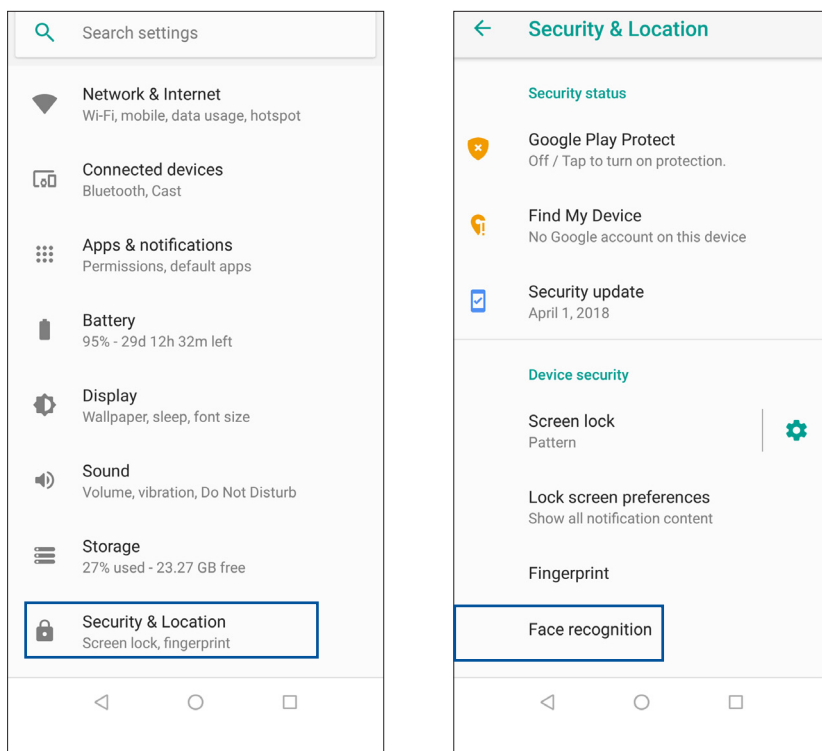 Search settings
Network & Internet
Wi-Fi, mobile, data usage, hotspot
Connected devices
Bluetooth, Cast
Apps & notifications
Permissions, default apps
Battery
95% - 29d 12h 32m left
Display
Wallpaper, sleep, font size
Sound
Volume, vibration, Do Not Disturb
Storage
27% used - 23.27 GB free
Security & Location
Screen lock, fingerprint
Security & Location
Security status
Google Play Protect
Off / Tap to turn on protection.
Find My Device
No Google account on this device
Security update
April 1, 2018
Device security
Screen lock
Pattern
Lock screen preferences
Show all notification content
Fingerprint
Face recognition